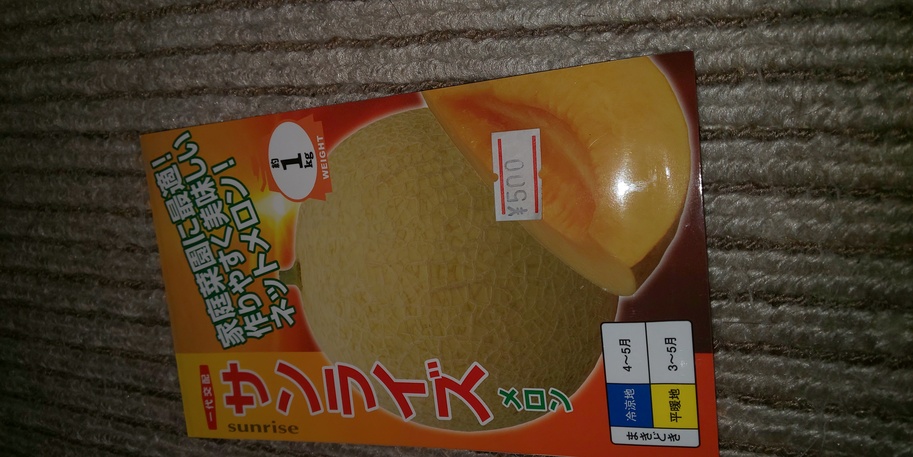 家庭菜園に最適!
作りやすく美味しい
ネットメロン!
約
1
kg
WEIGHT
¥500
一代交配
サンライズ
メロン
sunrise
まきどき
冷涼地 4～5月
平暖地 3～5月